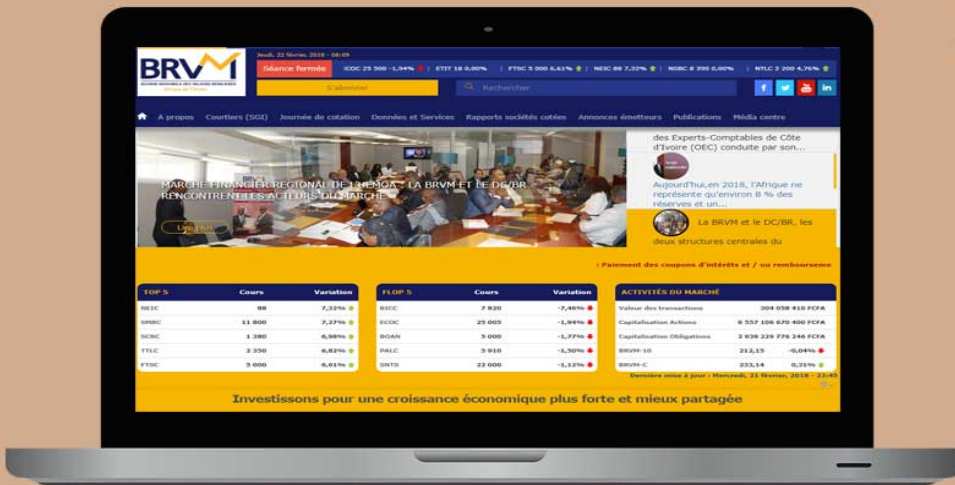 BRVM
BOURSE REGIONALE DES VALEURS MOBILIERES
Afrique de l'Ouest
Jeudi, 22 février, 2018 - 08:09
Séance fermée
25 500 -1,94% | ETIT 18 0,00% | FTSC 5 000 6,61% | NEIC 88 7,32% | NSBC 8 390 0,00% | NTLC 2 200 4,76%
S'abonner
Rechercher
A propos Courtiers (SGI) Journée de cotation Données et Services Rapports sociétés cotées Annonces émetteurs Publications Média centre
MARCHE FINANCIER REGIONAL DE L'UEMOA : LA BRVM ET LE DC/BR
RENCONTRENT LES ACTEURS DU MARCHE
Lire plus
des Experts-Comptables de Côte
d'Ivoire (OEC) conduite par son...
Aujourd'hui,en 2018, l'Afrique ne
représente qu'environ 8 % des
réserves et un...
La BRVM et le DC/BR, les
deux structures centrales du
Paiement des coupons d'intérêts et / ou rembourseme
TOP 5 Cours Variation
NEIC 88 7,32%
SMBC 11 800 7,27%
SCRC 1 380 6,98%
TTLC 2 350 6,82%
FTSC 5 000 6,61%
FLOP 5 Cours Variation
BICC 7 820 -7,46%
ECOC 25 005 -1,94%
BOAN 5 000 -1,77%
PALC 5 910 -1,50%
SNTS 22 000 -1,12%
ACTIVITÉS DU MARCHÉ
Valeur des transactions 304 058 410 FCFA
Capitalisation Actions 6 557 106 670 400 FCFA
Capitalisation Obligations 2 939 229 776 246 FCFA
BRVM-10 212,15 -0,04%
BRVM-C 233,14 0,31%
Dernière mise à jour : Mercredi, 21 février, 2018 - 22:45
Investissons pour une croissance économique plus forte et mieux partagée